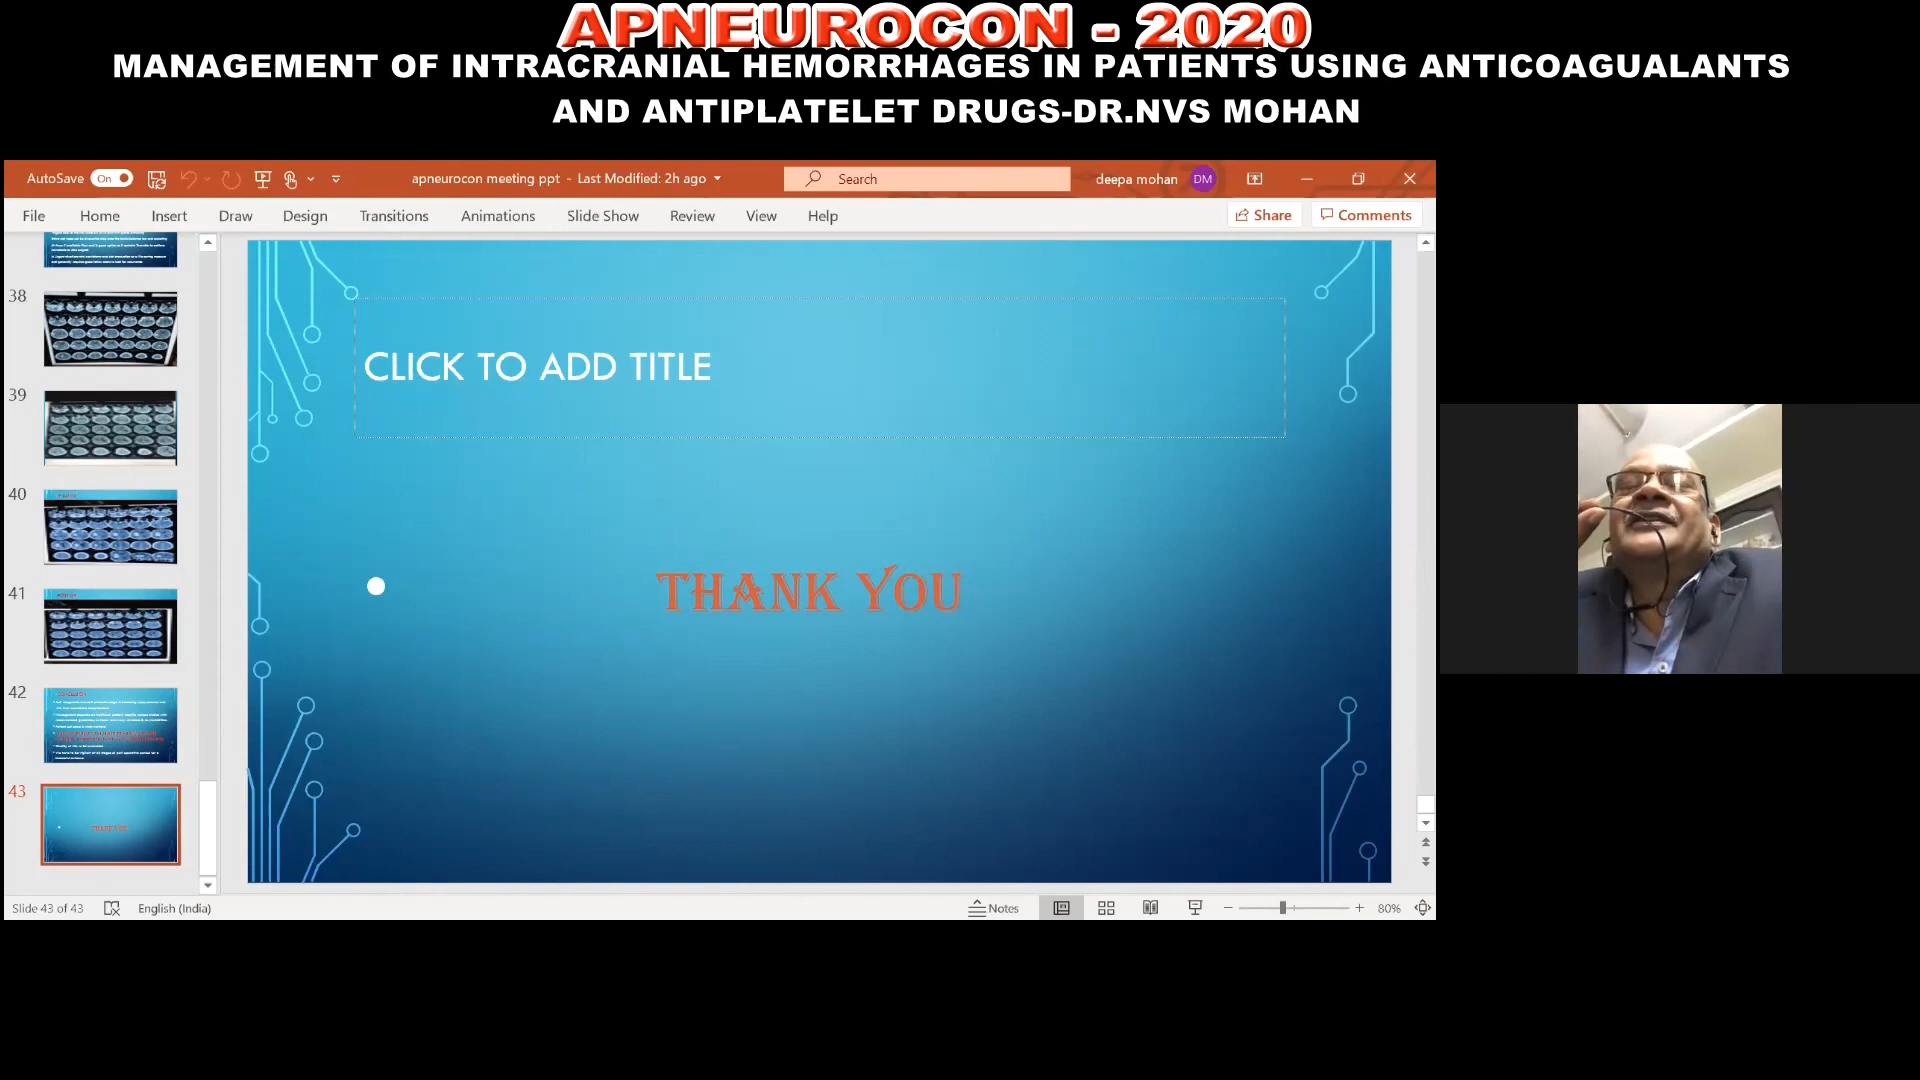 APNEUROCON - 2020
MANAGEMENT OF INTRACRANIAL HEMORRHAGES IN PATIENTS USING ANTICOAGUALANTS
AND ANTIPLATELET DRUGS-DR.NVS MOHAN
AutoSave On apneurocon meeting ppt - Last Modified: 2h ago Search deepa mohan DM
File Home Insert Draw Design Transitions Animations Slide Show Review View Help Share Comments
38
39
40
41
42
CONCLUSION
43
THANK YOU
CLICK TO ADD TITLE
THANK YOU
Slide 43 of 43 English (India) Notes 80%